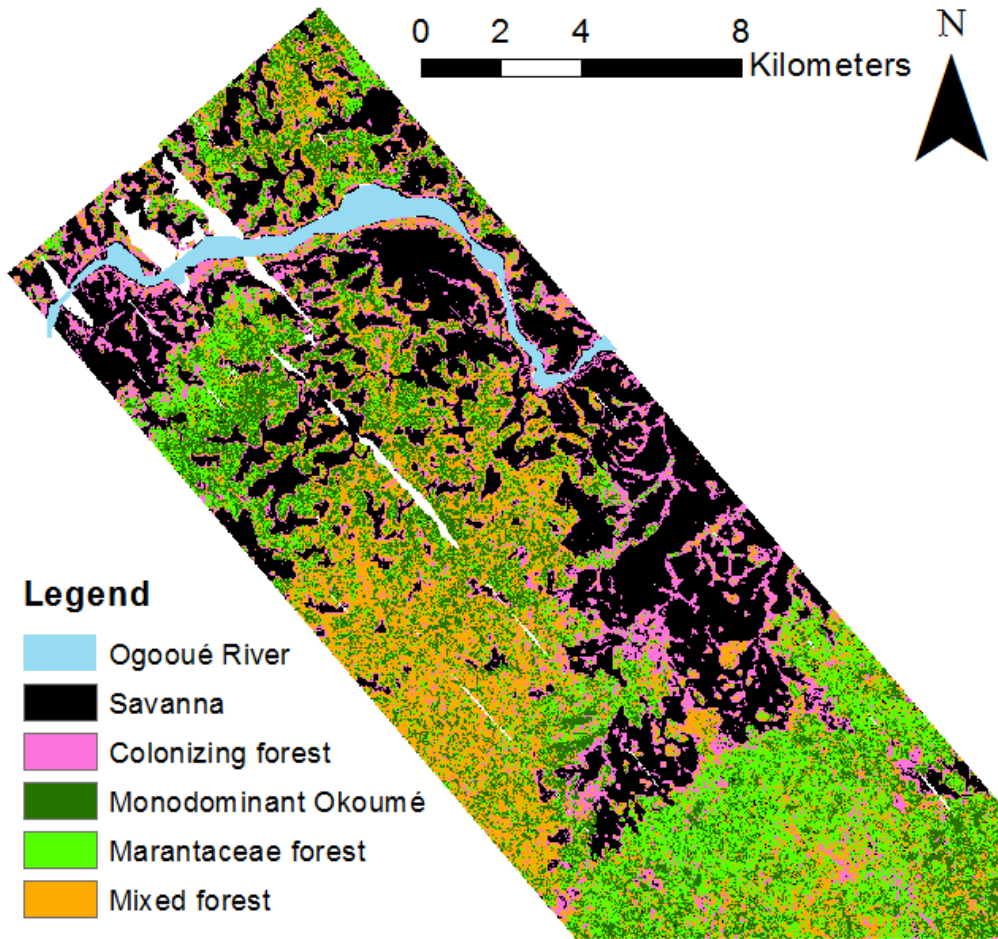 0 2 4 8
Kilometers
N
Legend
Ogooué River
Savanna
Colonizing forest
Monodominant Okoumé
Marantaceae forest
Mixed forest